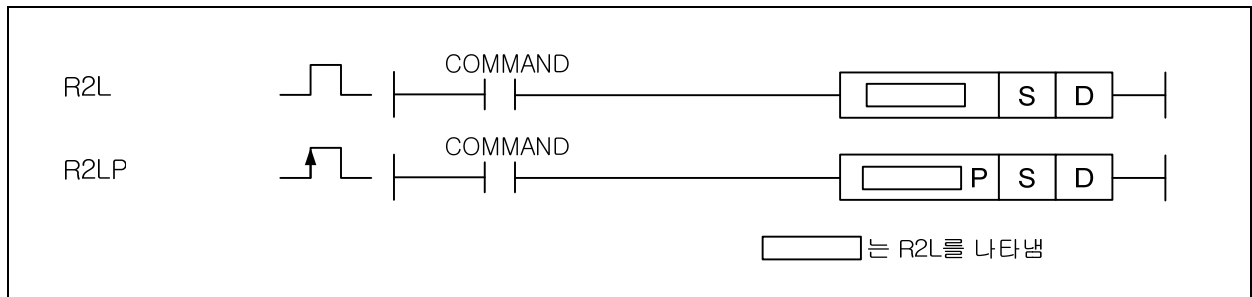 COMMAND
R2L S D
COMMAND
R2LP P S D
는 R2L를 나타냄